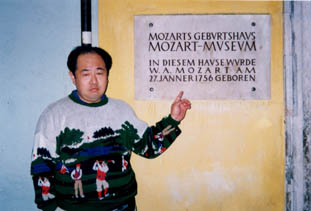 MOZARTS GEBVRTSHAVS
MOZART-MVSEVM
IN DIESEM HAVSE WVRDE
W. A. MOZART AM
27. JÄNNER 1756 GEBOREN